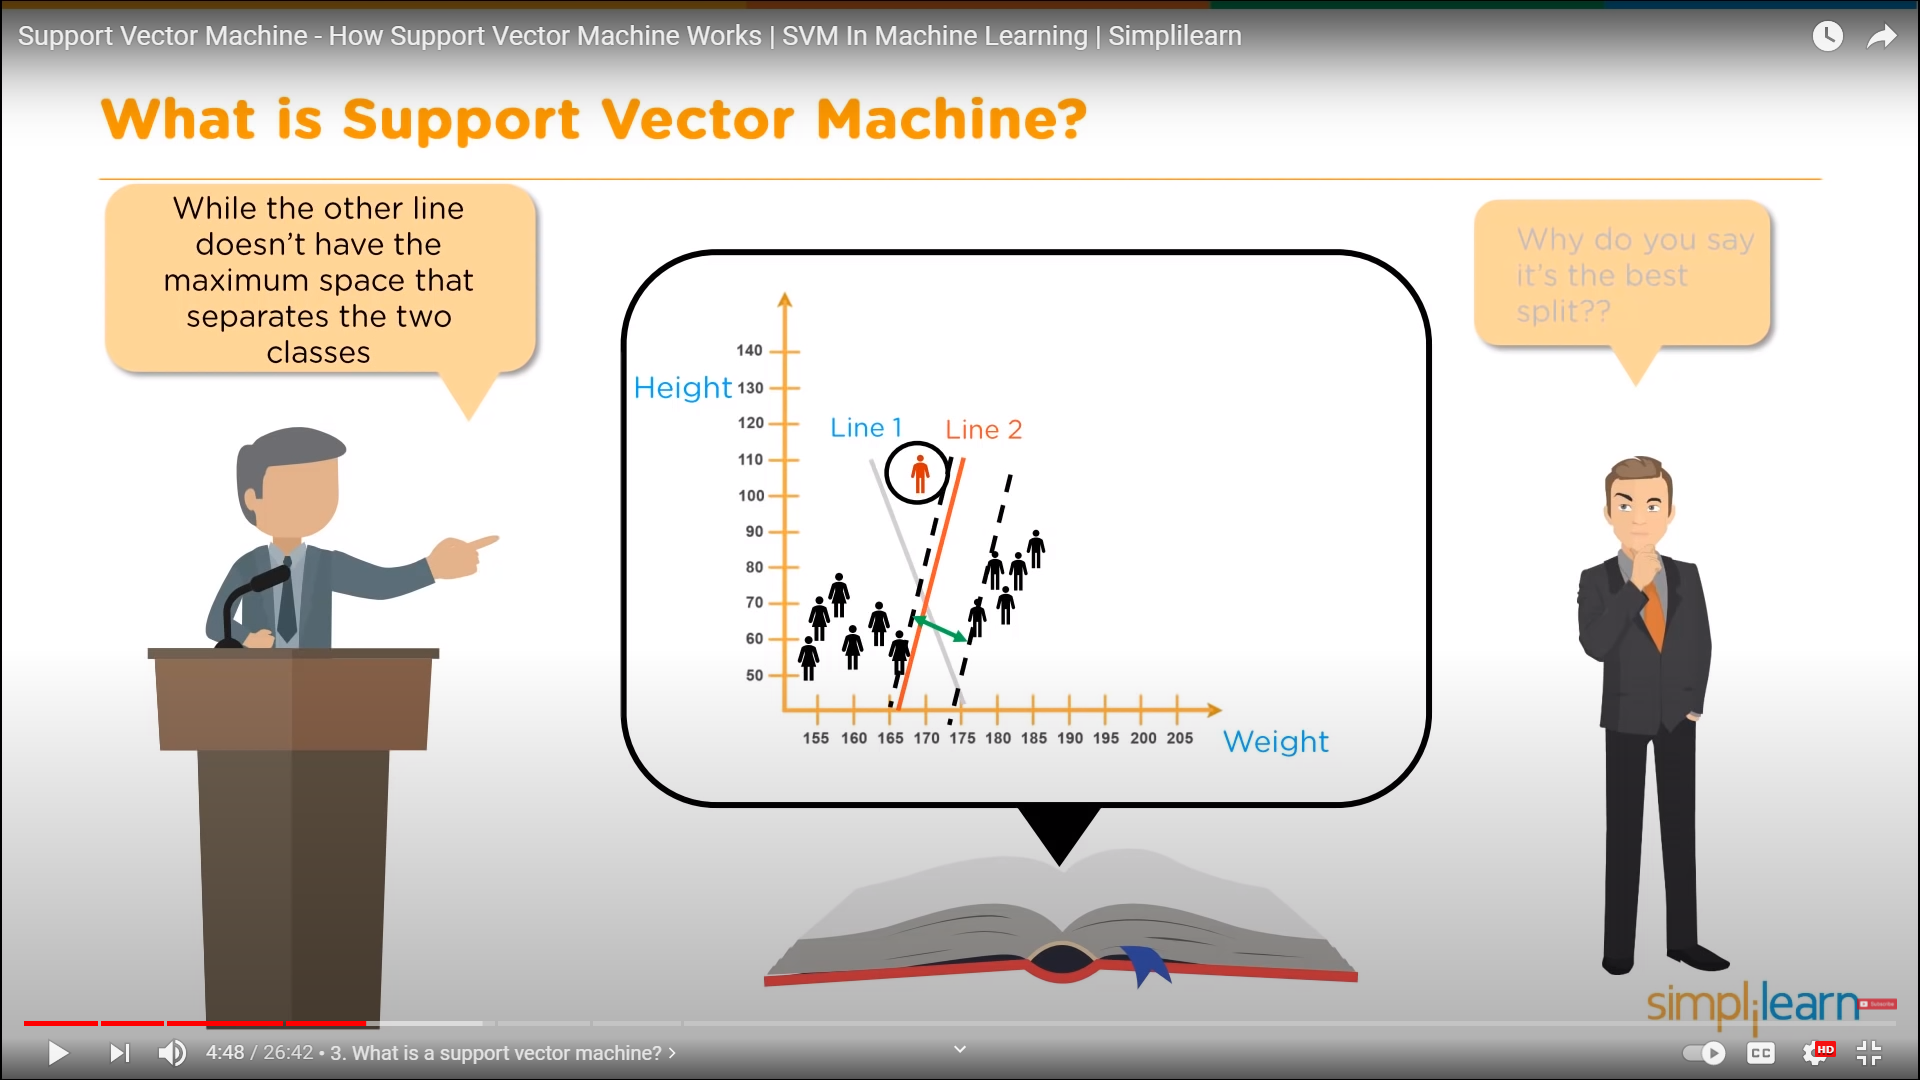 Support Vector Machine - How Support Vector Machine Works | SVM In Machine Learning | Simplilearn
What is Support Vector Machine?
While the other line
doesn't have the
maximum space that
separates the two
classes
Why do you say
it's the best
split??
140
Height 130
120
Line 1 Line 2
110
100
90
80
70
60
50
155 160 165 170 175 180 185 190 195 200 205
Weight
simplilearn
Subscribe
4:48 / 26:42 • 3. What is a support vector machine? >
CC
HD